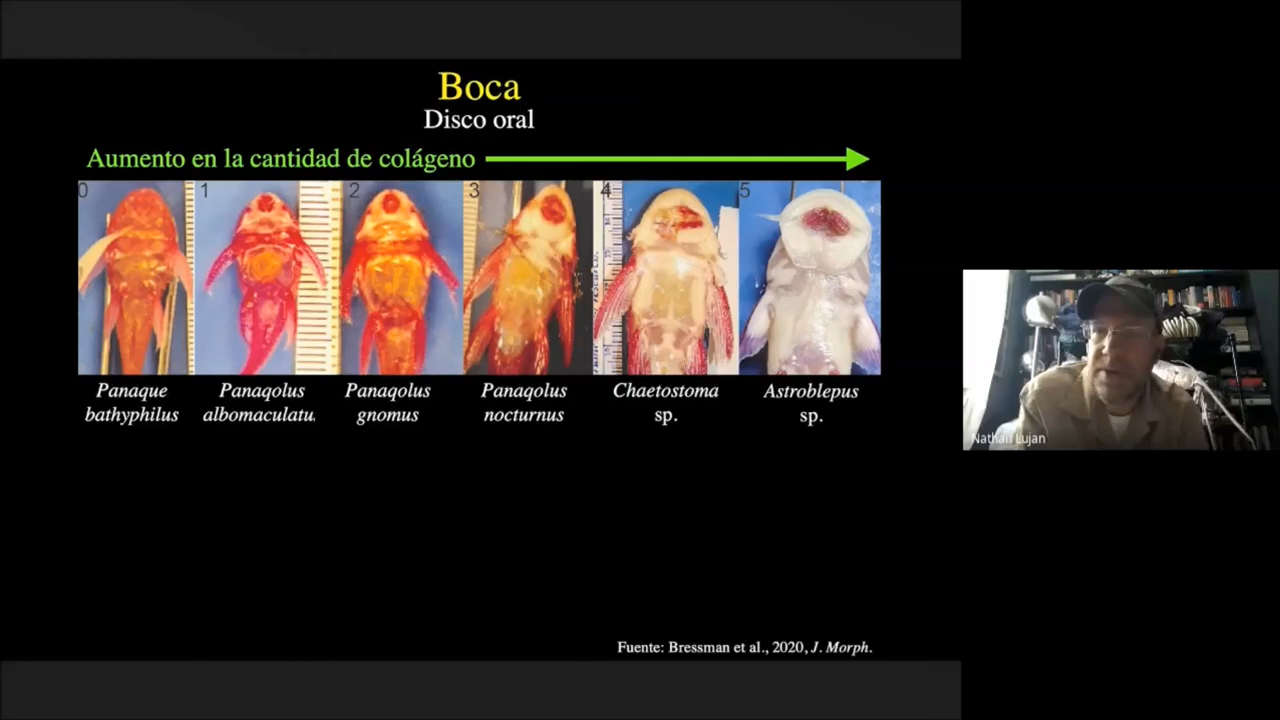 Boca
Disco oral
Aumento en la cantidad de colágeno
0 1 2 3 4 5
Panaque bathyphilus
Panaqolus albomaculatu
Panaqolus gnomus
Panaqolus nocturnus
Chaetostoma sp.
Astroblepus sp.
Fuente: Bressman et al., 2020, J. Morph.
Nathan Lujan